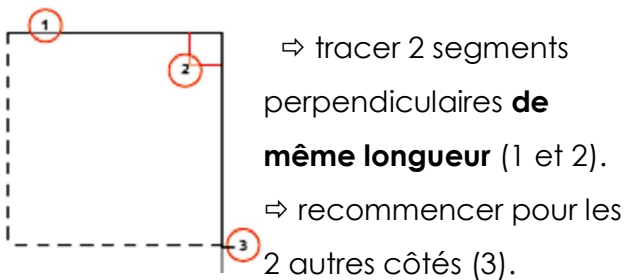 1
2
3
⇨ tracer 2 segments
perpendiculaires de
même longueur (1 et 2).
⇨ recommencer pour les
2 autres côtés (3).